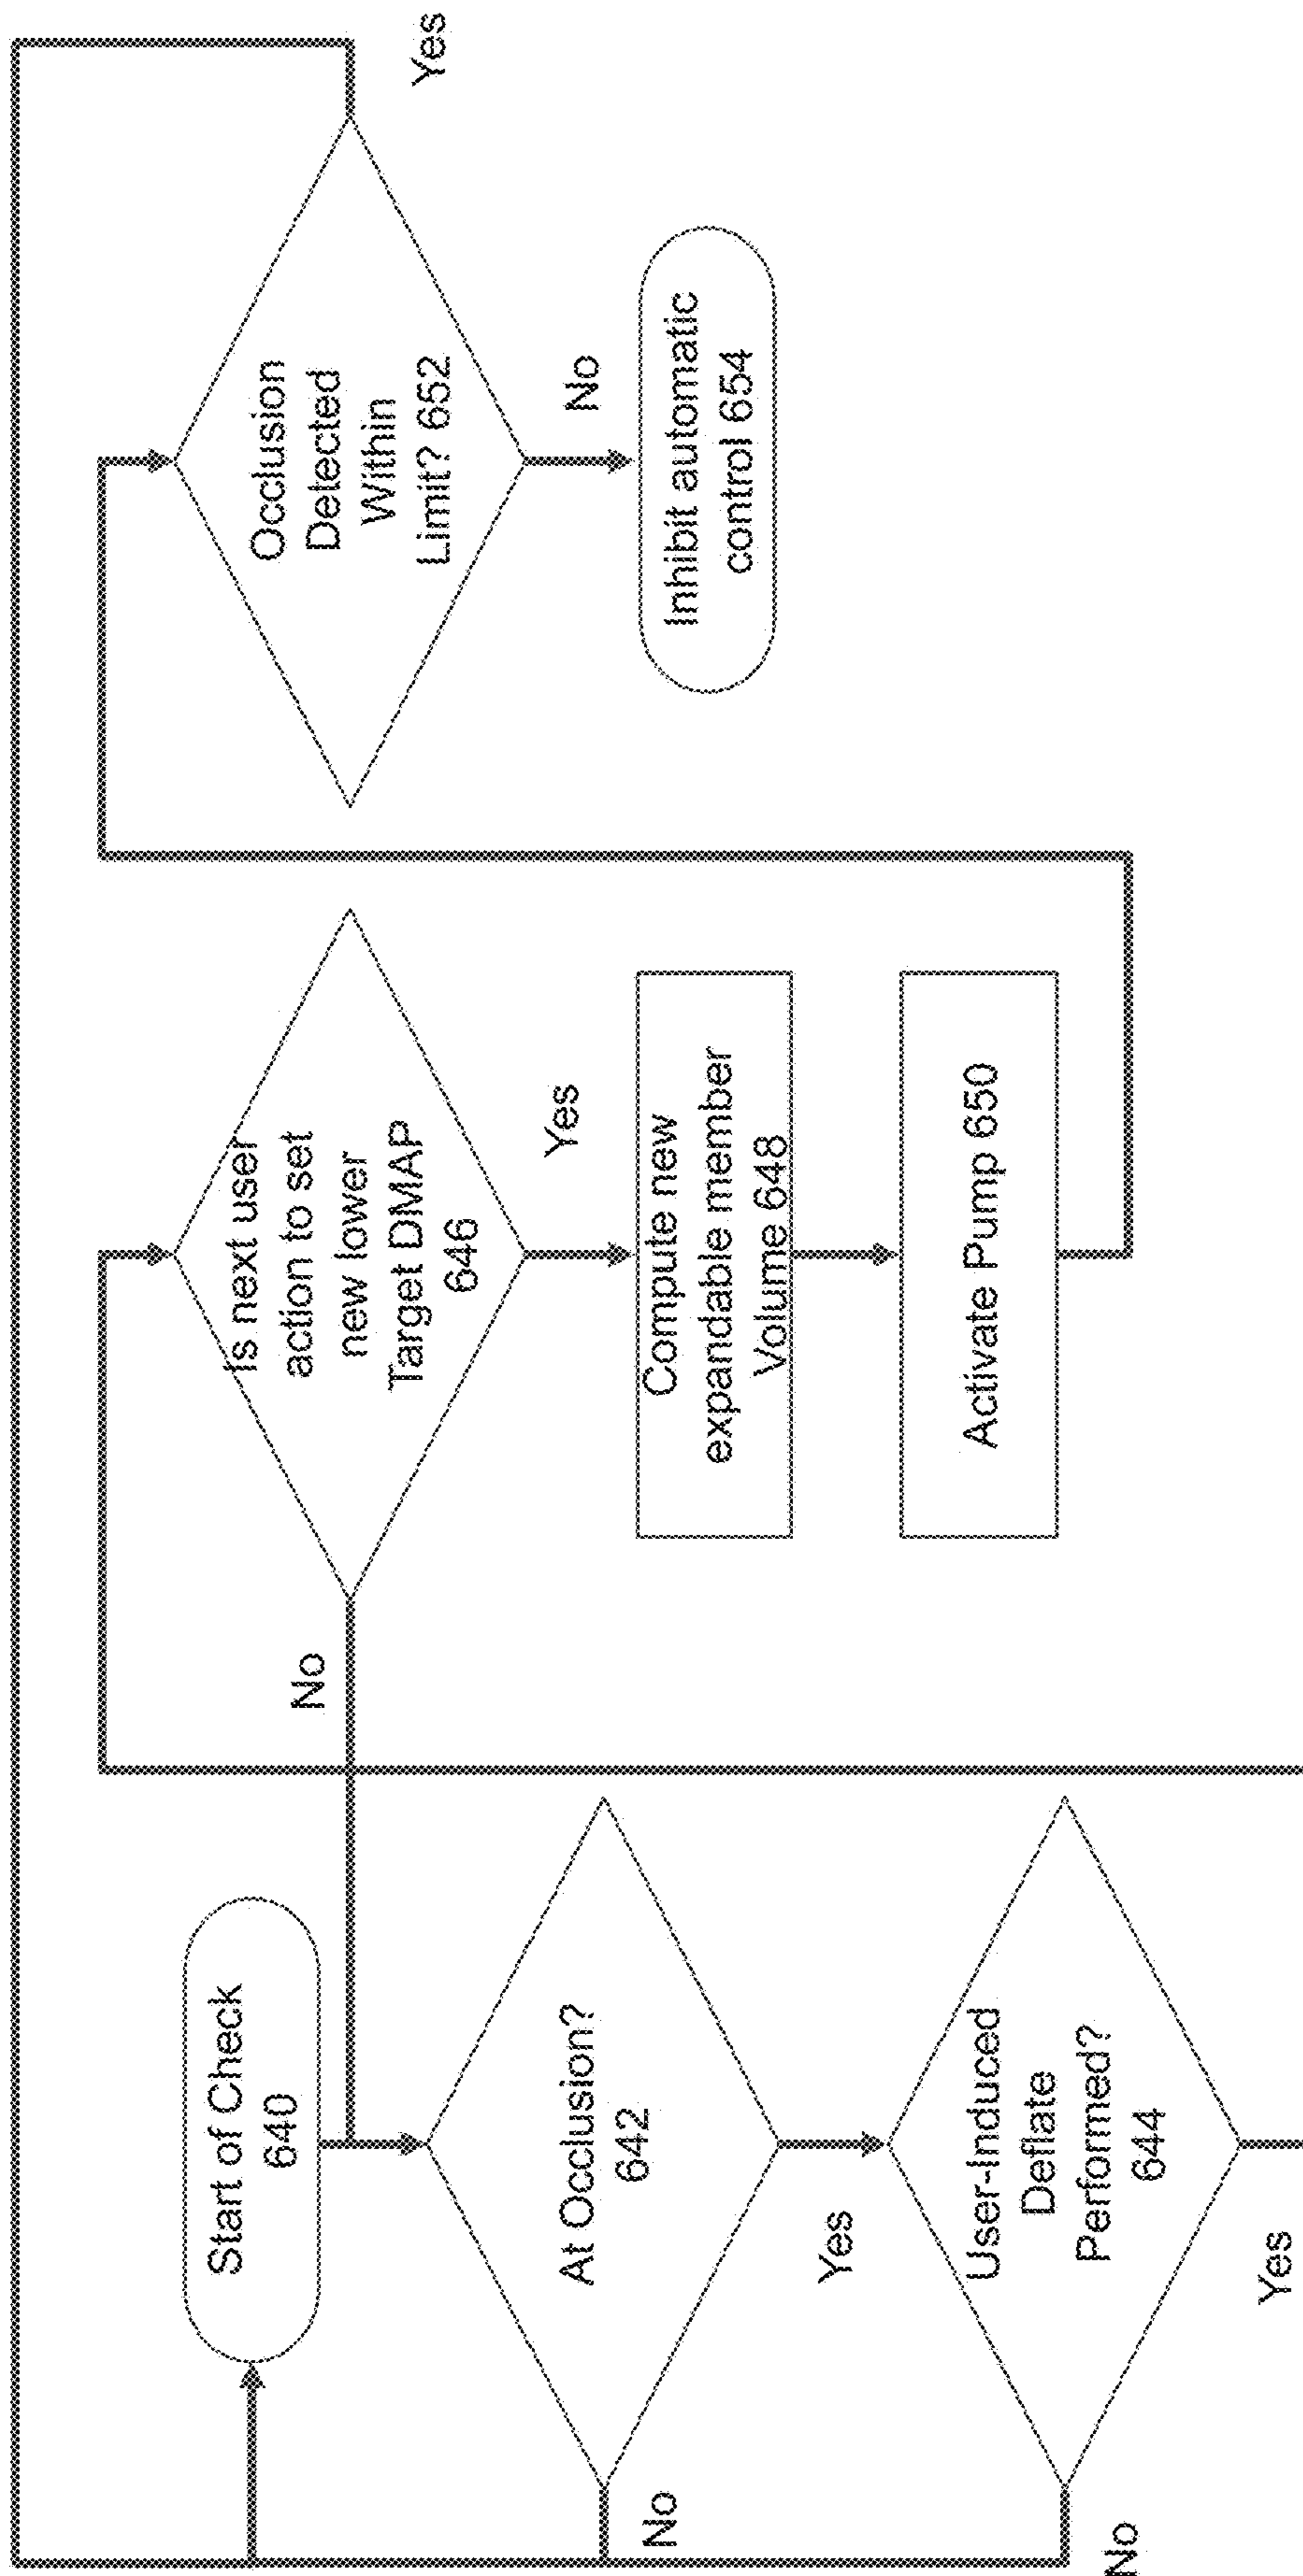 Start of Check
640
At Occlusion?
642
No
Yes
User-Induced
Deflate
Performed?
644
No
Yes
Is next user
action to set
new lower
Target DMAP
646
No
Yes
Compute new
expandable member
Volume 648
Activate Pump 650
Occlusion
Detected
Within
Limit? 652
Yes
No
Inhibit automatic
control 654